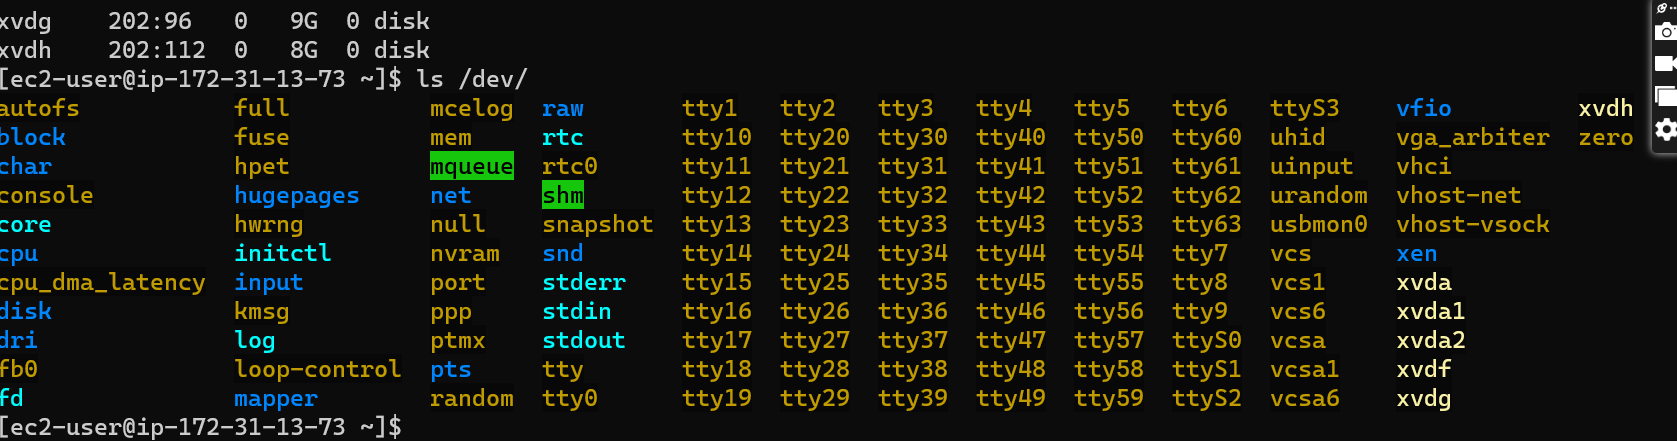 xvdg    202:96   0   9G  0 disk
xvdh    202:112  0   8G  0 disk
[ec2-user@ip-172-31-13-73 ~]$ ls /dev/
autofs           full          mcelog  raw       tty1   tty2   tty3   tty4   tty5   tty6   ttyS3    vfio         xvdh
block            fuse          mem     rtc       tty10  tty20  tty30  tty40  tty50  tty60  uhid     vga_arbiter  zero
char             hpet          mqueue  rtc0      tty11  tty21  tty31  tty41  tty51  tty61  uinput   vhci
console          hugepages     net     shm       tty12  tty22  tty32  tty42  tty52  tty62  urandom  vhost-net
core             hwrng         null    snapshot  tty13  tty23  tty33  tty43  tty53  tty63  usbmon0  vhost-vsock
cpu              initctl       nvram   snd       tty14  tty24  tty34  tty44  tty54  tty7   vcs      xen
cpu_dma_latency  input         port    stderr    tty15  tty25  tty35  tty45  tty55  tty8   vcs1     xvda
disk             kmsg          ppp     stdin     tty16  tty26  tty36  tty46  tty56  tty9   vcs6     xvda1
dri              log           ptmx    stdout    tty17  tty27  tty37  tty47  tty57  ttyS0  vcsa     xvda2
fb0              loop-control  pts     tty       tty18  tty28  tty38  tty48  tty58  ttyS1  vcsa1    xvdf
fd               mapper        random  tty0      tty19  tty29  tty39  tty49  tty59  ttyS2  vcsa6    xvdg
[ec2-user@ip-172-31-13-73 ~]$